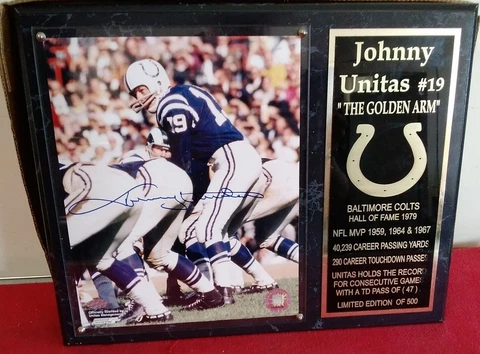 Johnny
Unitas #19
"THE GOLDEN ARM"
BALTIMORE COLTS
HALL OF FAME 1979
NFL MVP 1959, 1964 & 1967
40,239 CAREER PASSING YARDS
290 CAREER TOUCHDOWN PASSES
UNITAS HOLDS THE RECORD
FOR CONSECUTIVE GAMES
WITH A TD PASS OF ( 47 )
LIMITED EDITION OF 500
19
Johnny Unitas